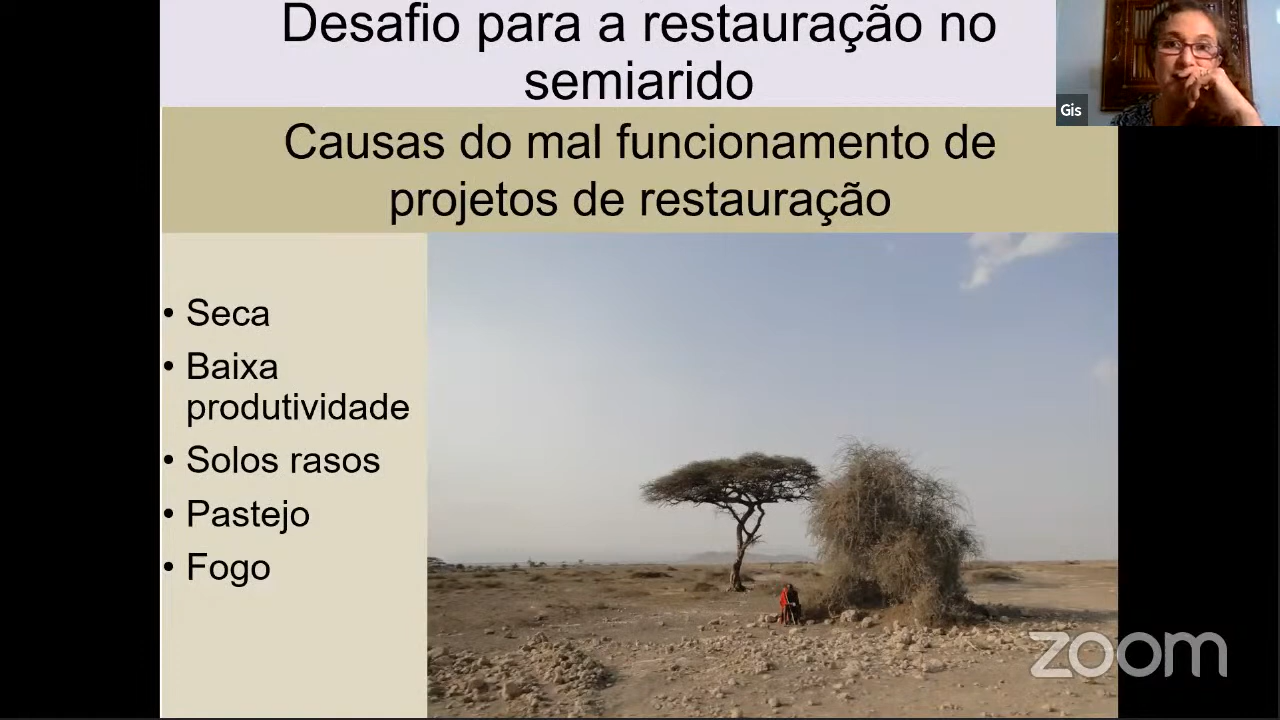 Desafio para a restauração no
semiarido
Gis
Causas do mal funcionamento de
projetos de restauração
• Seca
• Baixa
produtividade
• Solos rasos
• Pastejo
• Fogo
zoom